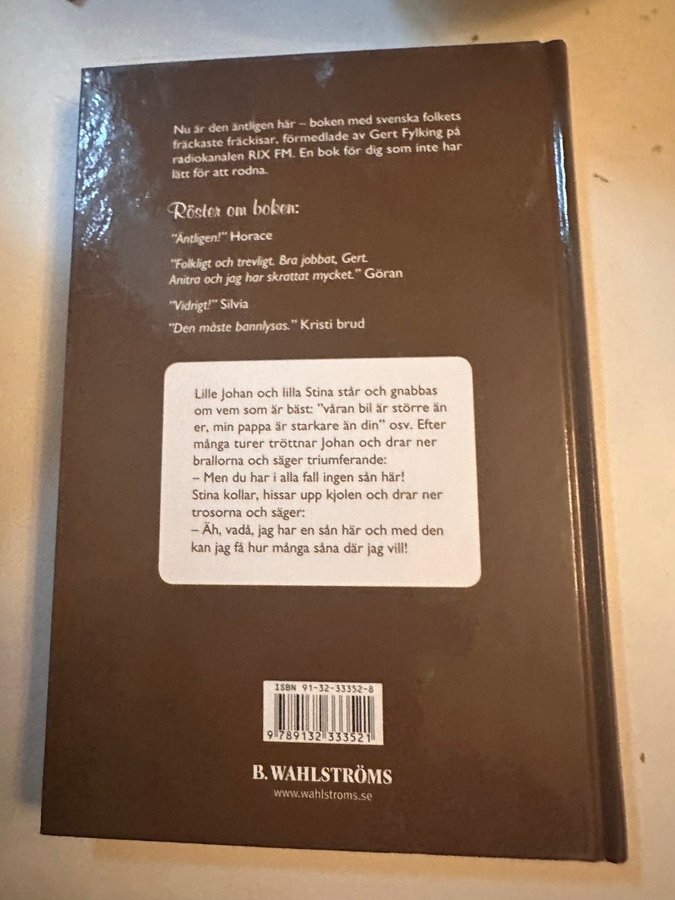 Nu är den äntligen här – boken med svenska folkets
fräckaste fräckisar, förmedlade av Gert Fylking på
radiokanalen RIX FM. En bok för dig som inte har
lätt för att rodna.
Röster om boken:
"Äntligen!" Horace
"Folkligt och trevligt. Bra jobbat, Gert.
Anitra och jag har skrattat mycket." Göran
"Vidrigt!" Silvia
"Den måste bannlysas." Kristi brud
Lille Johan och lilla Stina står och gnabbas
om vem som är bäst: "våran bil är större än
er, min pappa är starkare än din" osv. Efter
många turer tröttnar Johan och drar ner
brallorna och säger triumferande:
– Men du har i alla fall ingen sån här!
Stina kollar, hissar upp kjolen och drar ner
trosorna och säger:
– Äh, vadå, jag har en sån här och med den
kan jag få hur många såna där jag vill!
ISBN 91-32-33352-8
9 789132 333521
B. WAHLSTRÖMS
www.wahlstroms.se